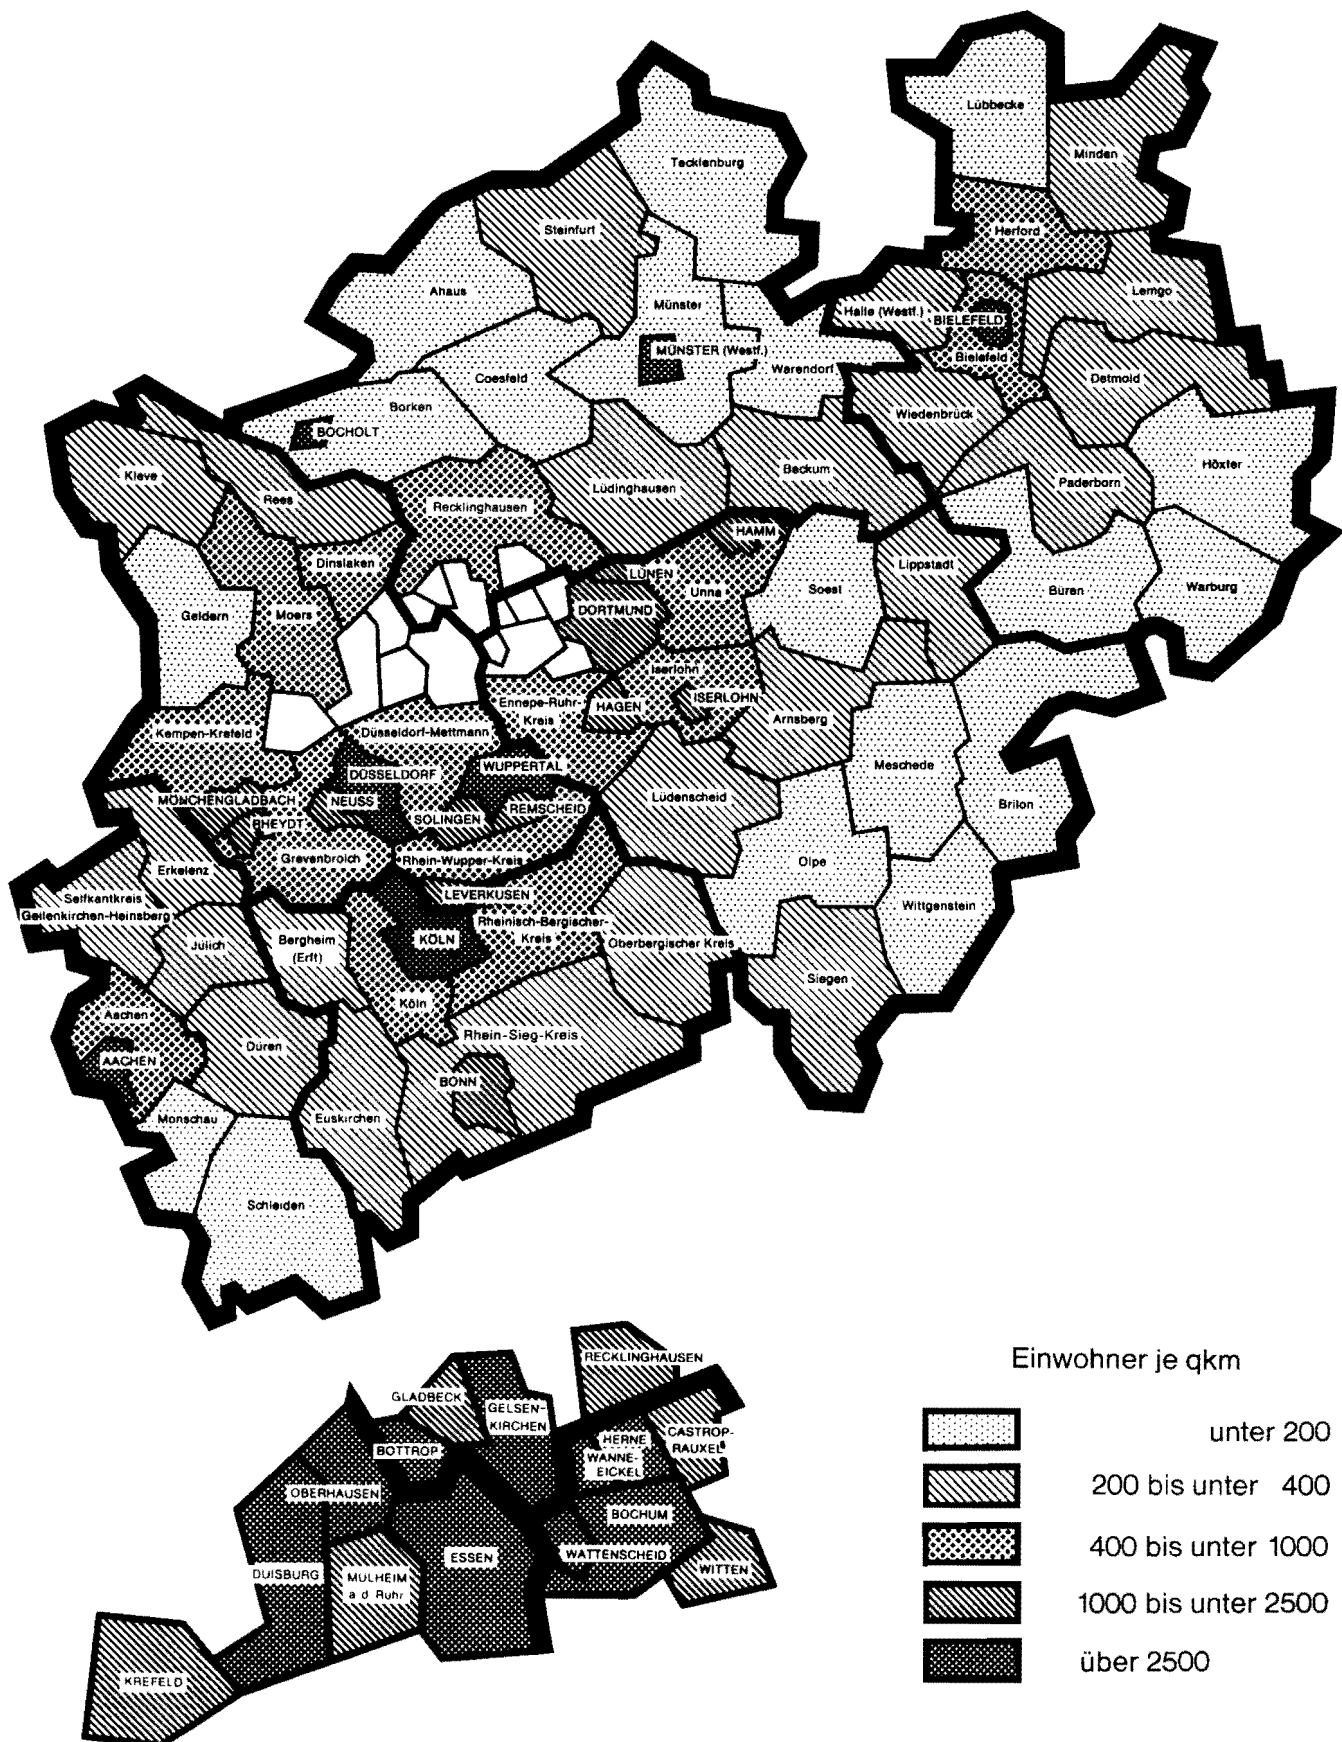 Lübbecke
Minden
Tecklenburg
Steinfurt
Herford
Ahaus
Lemgo
Münster
Halle (Westf.)
BIELEFELD
MÜNSTER (Westf.)
Bielefeld
Warendorf
Coesfeld
Detmold
Borken
Wiedenbrück
BOCHOLT
Höxter
Kleve
Beckum
Paderborn
Lüdinghausen
Rees
Recklinghausen
HAMM
Dinslaken
Lippstadt
LÜNEN
Unna
Soest
Büren
Warburg
DORTMUND
Geldern
Moers
Iserlohn
ISERLOHN
Ennepe-Ruhr-
Kreis
HAGEN
Arnsberg
Kempen-Krefeld
Düsseldorf-Mettmann
WUPPERTAL
Meschede
DÜSSELDORF
Lüdenscheid
Brilon
MÖNCHENGLADBACH
NEUSS
REMSCHEID
SOLINGEN
RHEYDT
Grevenbroich
Rhein-Wupper-Kreis
Olpe
Erkelenz
LEVERKUSEN
Selfkantkreis
Geilenkirchen-Heinsberg
Wittgenstein
Rheinisch-Bergischer-
Kreis
Jülich
Bergheim
(Erft)
KÖLN
Oberbergischer Kreis
Siegen
Köln
Aachen
Rhein-Sieg-Kreis
Düren
AACHEN
BONN
Monschau
Euskirchen
Schleiden
RECKLINGHAUSEN
GLADBECK
GELSEN-
KIRCHEN
CASTROP-
RAUXEL
HERNE
WANNE-
EICKEL
BOTTROP
OBERHAUSEN
BOCHUM
ESSEN
WATTENSCHEID
WITTEN
DUISBURG
MÜLHEIM
a.d. Ruhr
KREFELD
Einwohner je qkm
unter 200
200 bis unter 400
400 bis unter 1000
1000 bis unter 2500
über 2500